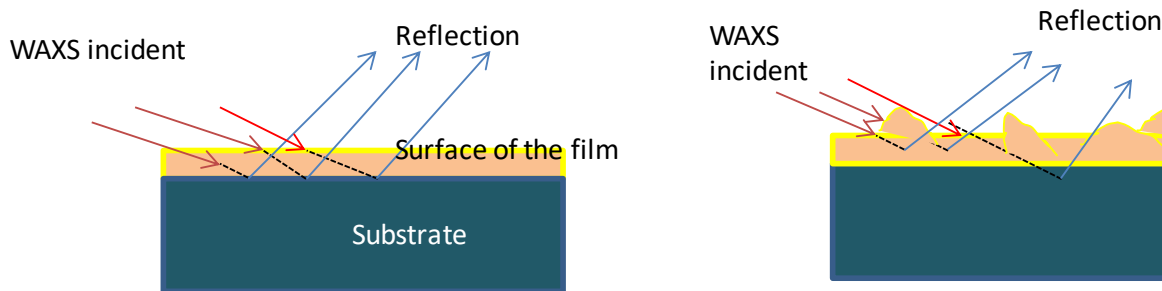 WAXS incident
Reflection
Surface of the film
Substrate
WAXS
incident
Reflection